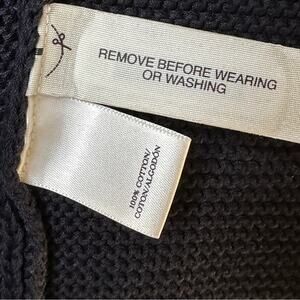 REMOVE BEFORE WEARING
OR WASHING
100% COTTON/
COTON/ALGODÓN